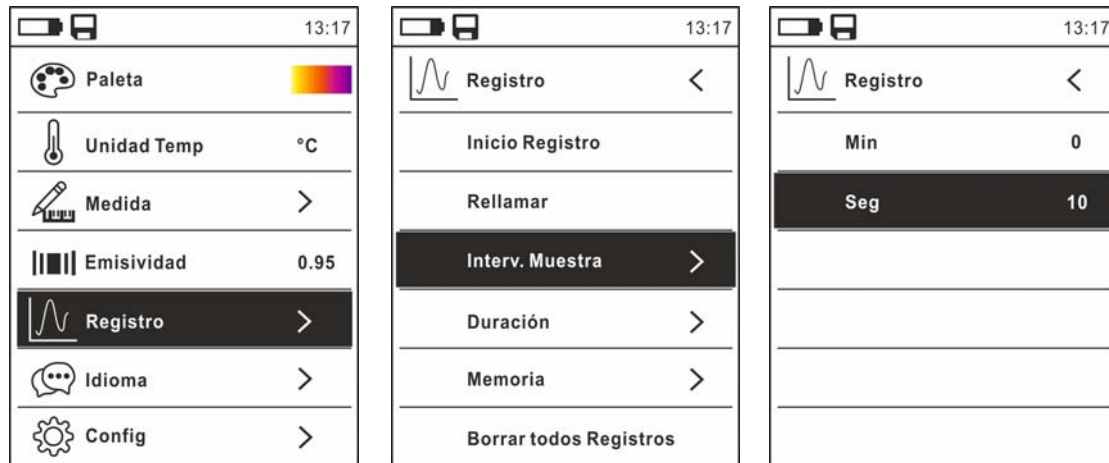 13:17
Paleta
Unidad Temp °C
Medida >
Emisividad 0.95
Registro >
Idioma >
Config >
13:17
Registro <
Inicio Registro
Rellamar
Interv. Muestra >
Duración >
Memoria >
Borrar todos Registros
13:17
Registro <
Min 0
Seg 10